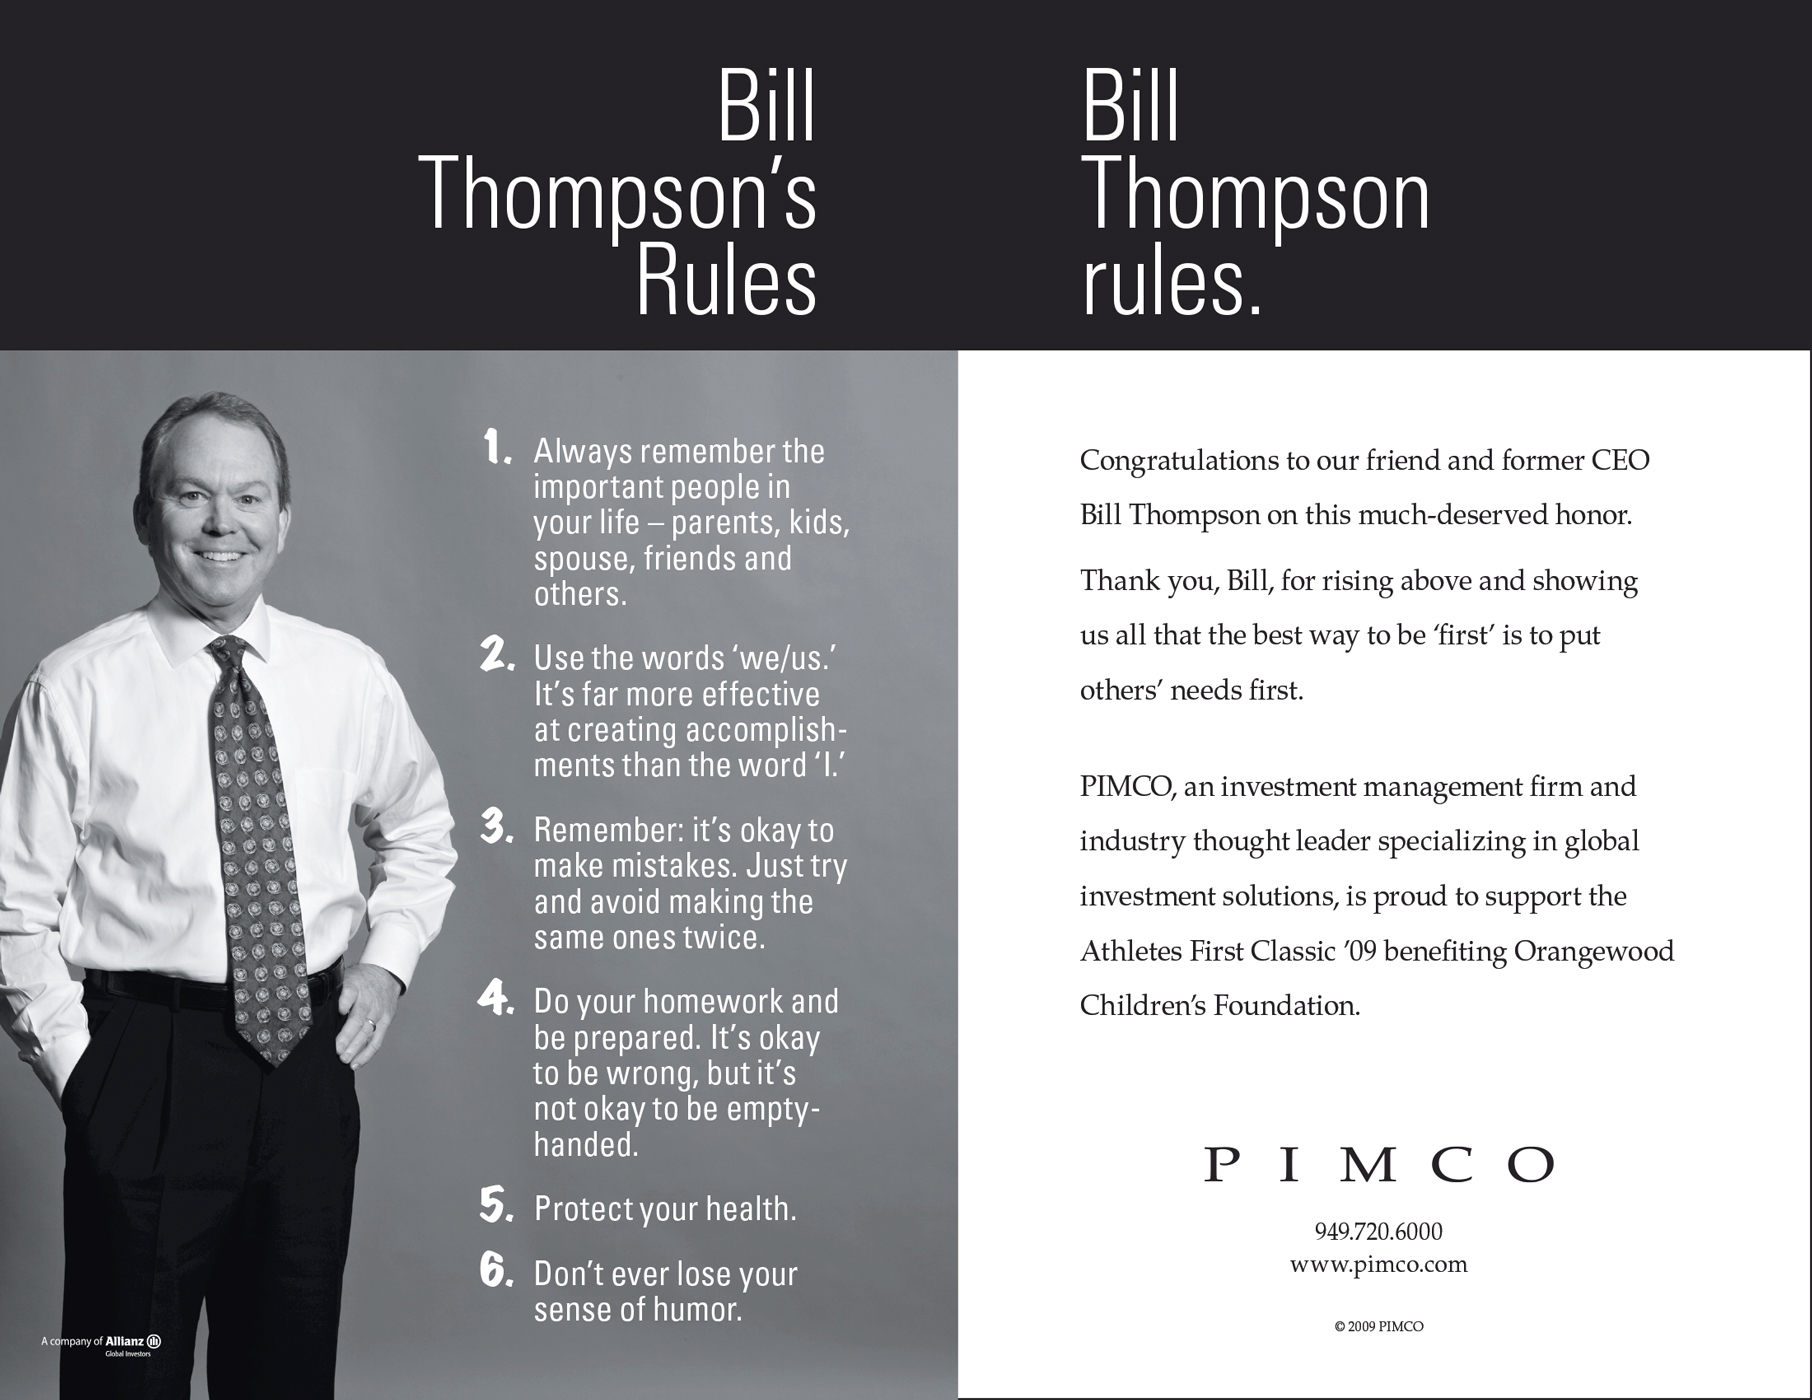 Bill
Thompson’s
Rules
1. Always remember the
important people in
your life – parents, kids,
spouse, friends and
others.
2. Use the words ‘we/us.’
It’s far more effective
at creating accomplish-
ments than the word ‘I.’
3. Remember: it’s okay to
make mistakes. Just try
and avoid making the
same ones twice.
4. Do your homework and
be prepared. It’s okay
to be wrong, but it’s
not okay to be empty-
handed.
5. Protect your health.
6. Don’t ever lose your
sense of humor.
A company of Allianz
Global Investors
Bill
Thompson
rules.
Congratulations to our friend and former CEO
Bill Thompson on this much-deserved honor.
Thank you, Bill, for rising above and showing
us all that the best way to be ‘first’ is to put
others’ needs first.
PIMCO, an investment management firm and
industry thought leader specializing in global
investment solutions, is proud to support the
Athletes First Classic ’09 benefiting Orangewood
Children’s Foundation.
PIMCO
949.720.6000
www.pimco.com
© 2009 PIMCO